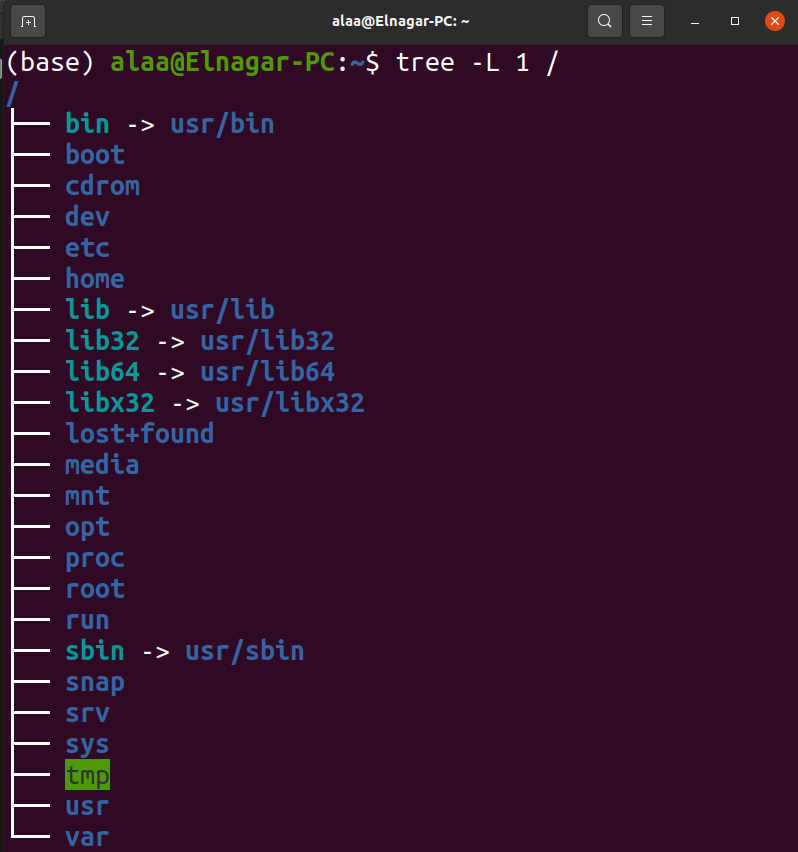 alaa@Elnagar-PC: ~
(base) alaa@Elnagar-PC:~$ tree -L 1 /
/
├── bin -> usr/bin
├── boot
├── cdrom
├── dev
├── etc
├── home
├── lib -> usr/lib
├── lib32 -> usr/lib32
├── lib64 -> usr/lib64
├── libx32 -> usr/libx32
├── lost+found
├── media
├── mnt
├── opt
├── proc
├── root
├── run
├── sbin -> usr/sbin
├── snap
├── srv
├── sys
├── tmp
├── usr
└── var